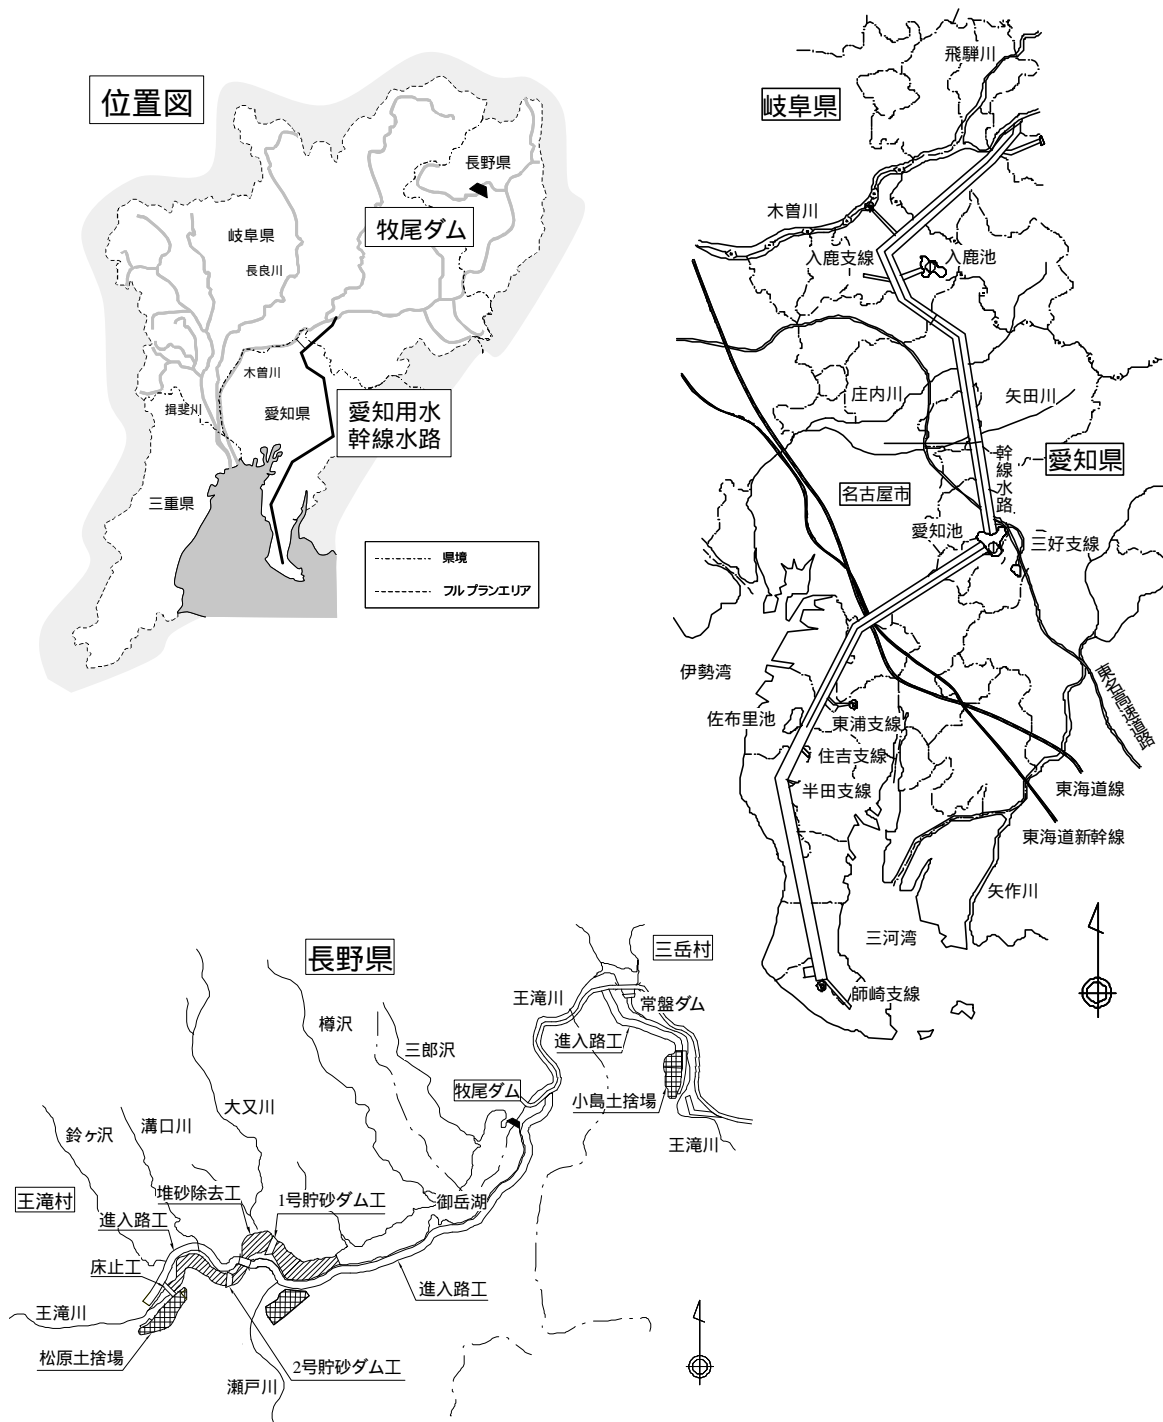 位置図
長野県
牧尾ダム
岐阜県
長良川
木曽川
揖斐川
愛知県
愛知用水
幹線水路
三重県
県境
フルプランエリア
飛騨川
岐阜県
木曽川
入鹿支線
入鹿池
庄内川
矢田川
幹線水路
愛知県
名古屋市
愛知池
三好支線
伊勢湾
佐布里池
東浦支線
東名高速道路
住吉支線
半田支線
東海道線
東海道新幹線
矢作川
三河湾
師崎支線
長野県
三岳村
王滝川
常盤ダム
樽沢
進入路工
三郎沢
牧尾ダム
小島土捨場
大又川
溝口川
鈴ヶ沢
王滝川
堆砂除去工
1号貯砂ダム工
御岳湖
王滝村
進入路工
床止工
進入路工
王滝川
松原土捨場
2号貯砂ダム工
瀬戸川